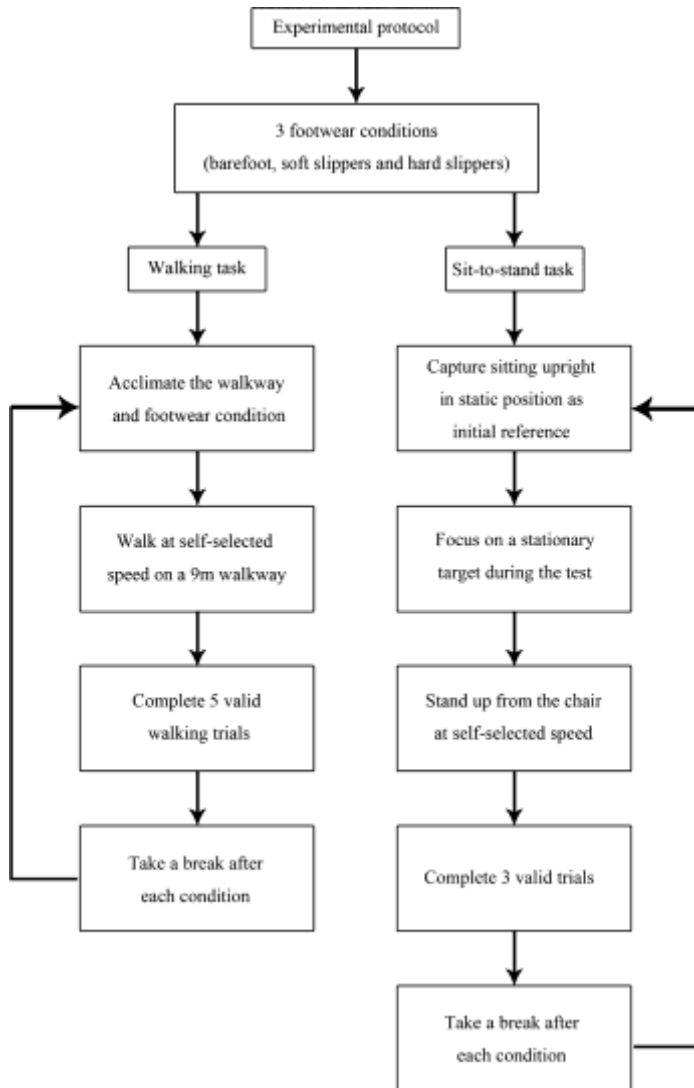 Experimental protocol
3 footwear conditions
(barefoot, soft slippers and hard slippers)
Walking task
Acclimate the walkway
and footwear condition
Walk at self-selected
speed on a 9m walkway
Complete 5 valid
walking trials
Take a break after
each condition
Sit-to-stand task
Capture sitting upright
in static position as
initial reference
Focus on a stationary
target during the test
Stand up from the chair
at self-selected speed
Complete 3 valid trials
Take a break after
each condition